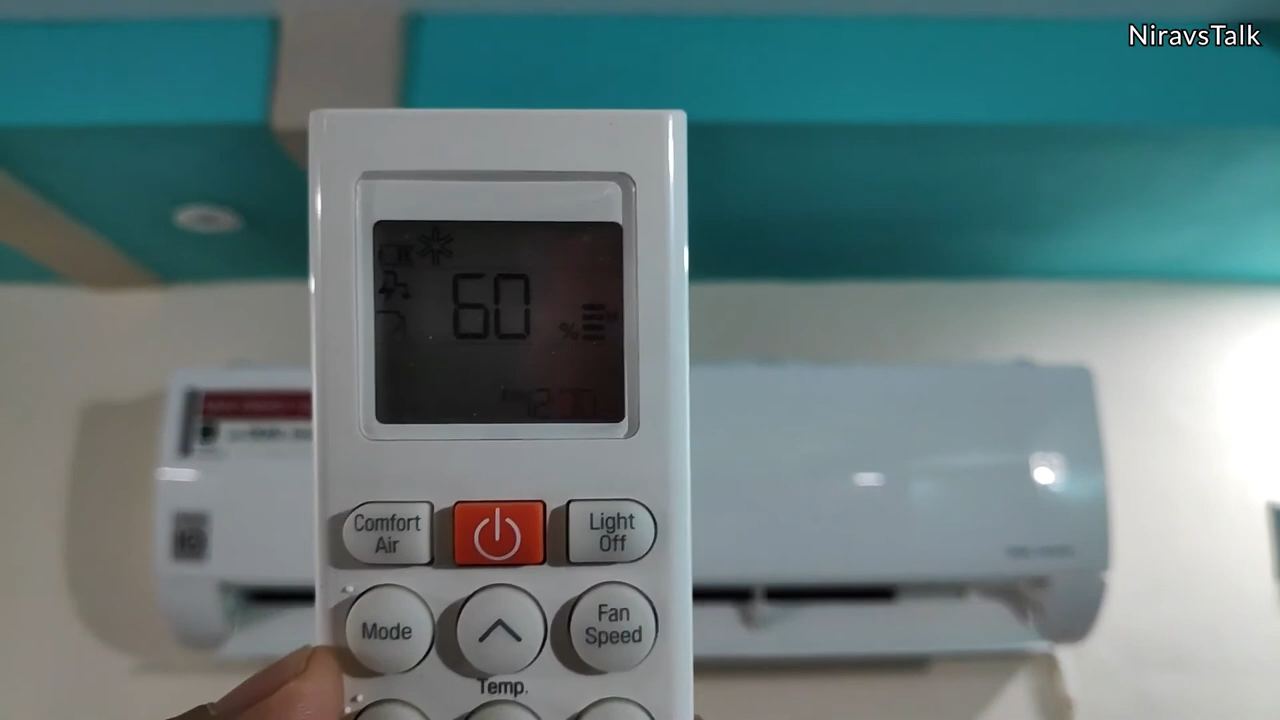 NiravsTalk
60
%
Comfort
Air
Light
Off
Mode
Fan
Speed
Temp.